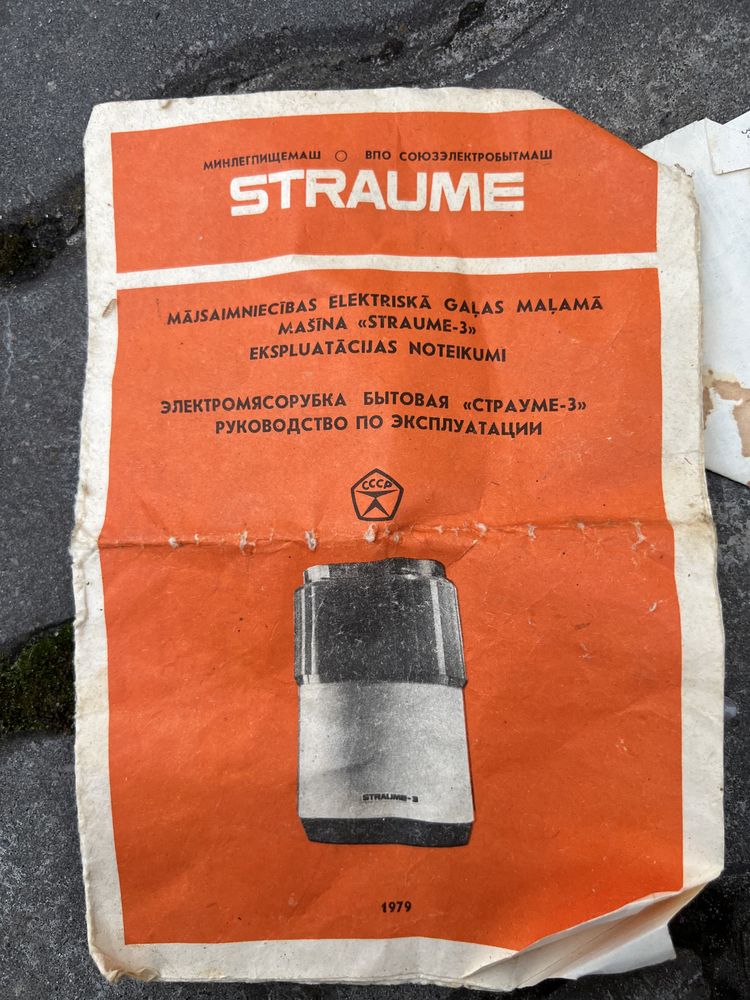 МИНЛЕГПИЩЕМАШ ○ ВПО СОЮЗЭЛЕКТРОБЫТМАШ
STRAUME
MĀJSAIMNIECĪBAS ELEKTRISKĀ GAĻAS MAĻAMĀ
MAŠĪNA «STRAUME-3»
EKSPLUATĀCIJAS NOTEIKUMI
ЭЛЕКТРОМЯСОРУБКА БЫТОВАЯ «СТРАУМЕ-3»
РУКОВОДСТВО ПО ЭКСПЛУАТАЦИИ
СССР
STRAUME-3
1979